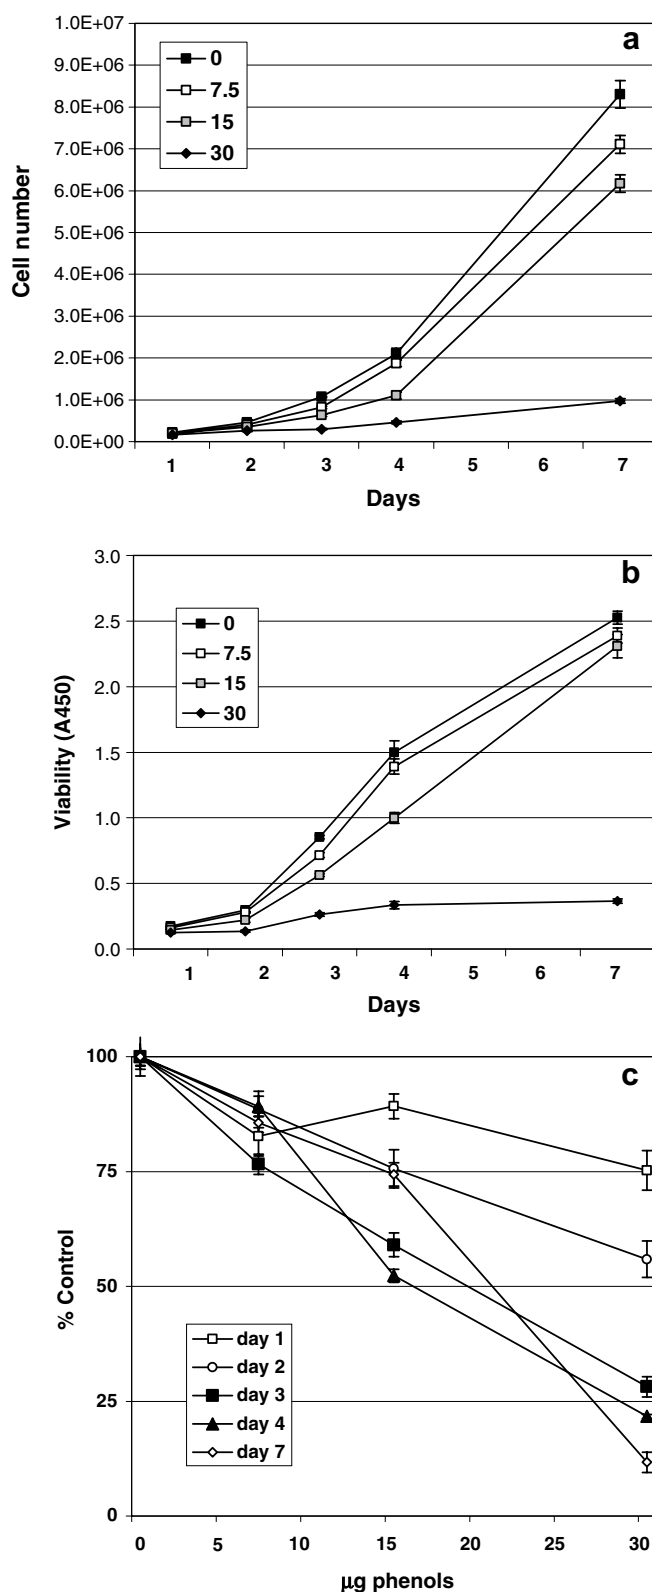 a
1.0E+07
9.0E+06
8.0E+06
7.0E+06
6.0E+06
5.0E+06
4.0E+06
3.0E+06
2.0E+06
1.0E+06
0.0E+00
Cell number
0
7.5
15
30
1 2 3 4 5 6 7
Days
b
3.0
2.5
2.0
1.5
1.0
0.5
0.0
Viability (A450)
0
7.5
15
30
1 2 3 4 5 6 7
Days
c
100
75
50
25
0
% Control
day 1
day 2
day 3
day 4
day 7
0 5 10 15 20 25 30
µg phenols